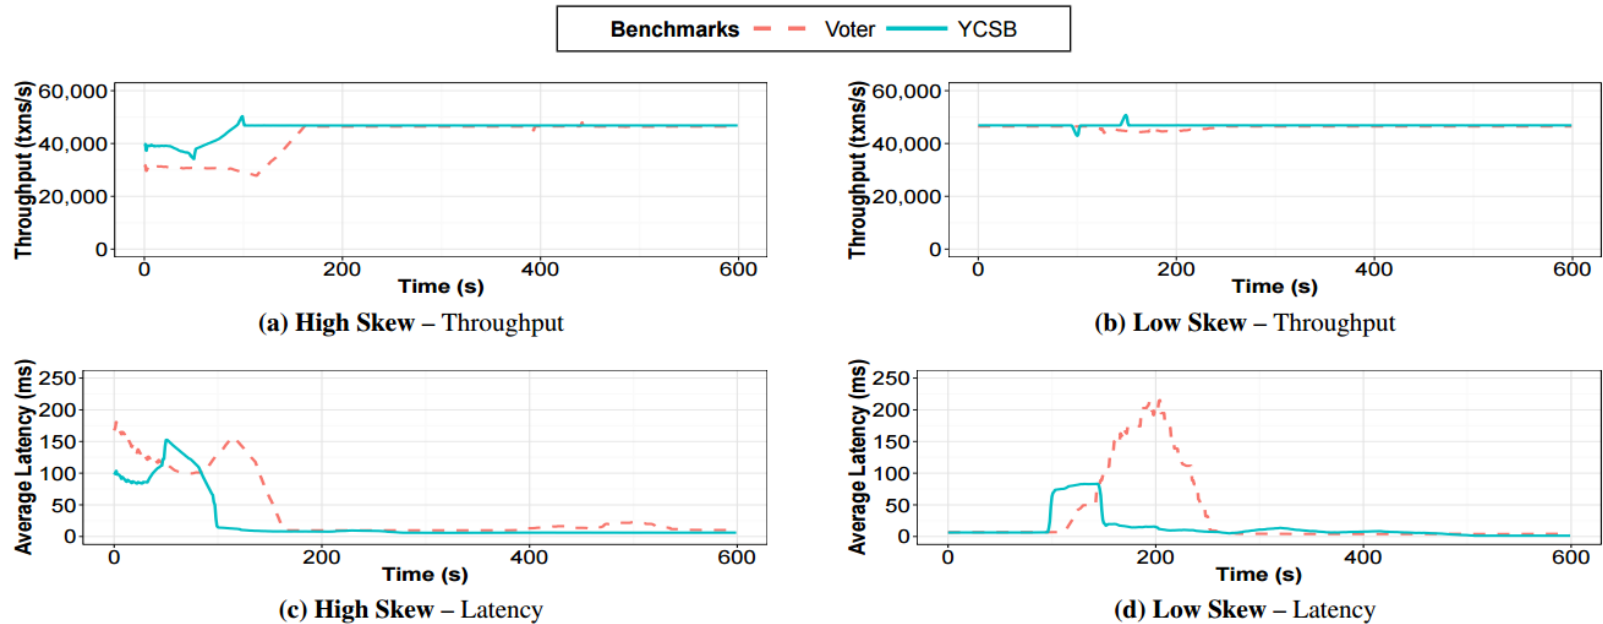 Benchmarks Voter YCSB
Throughput (txns/s)
60,000
40,000
20,000
0
0 200 400 600
Time (s)
(a) High Skew – Throughput
Throughput (txns/s)
60,000
40,000
20,000
0
0 200 400 600
Time (s)
(b) Low Skew – Throughput
Average Latency (ms)
250
200
150
100
50
0
0 200 400 600
Time (s)
(c) High Skew – Latency
Average Latency (ms)
250
200
150
100
50
0
0 200 400 600
Time (s)
(d) Low Skew – Latency